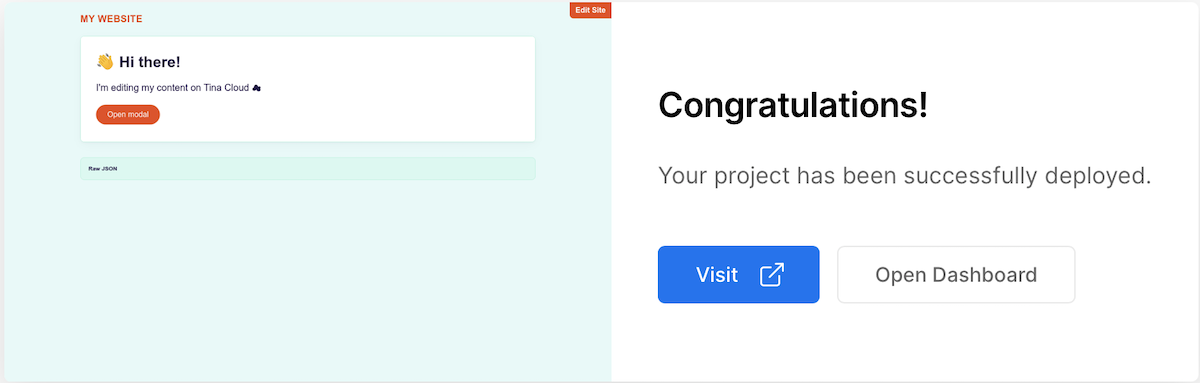 MY WEBSITE
Edit Site
👋 Hi there!
I'm editing my content on Tina Cloud ☁
Open modal
Raw JSON
Congratulations!
Your project has been successfully deployed.
Visit
Open Dashboard